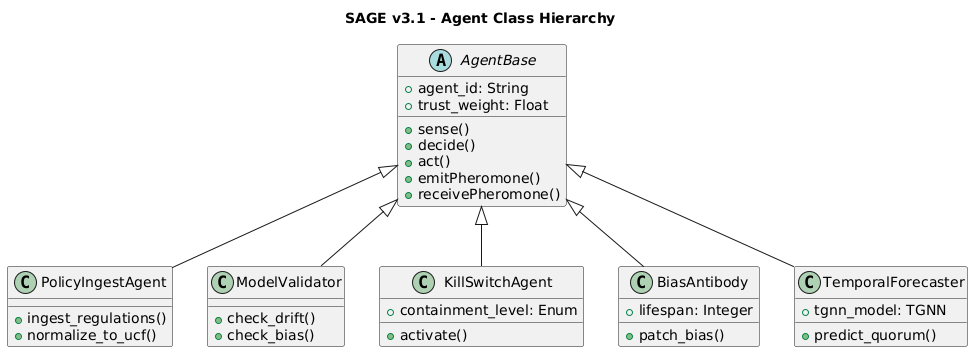 SAGE v3.1 - Agent Class Hierarchy
A AgentBase
agent_id: String
trust_weight: Float
sense()
decide()
act()
emitPheromone()
receivePheromone()
C PolicyIngestAgent
ingest_regulations()
normalize_to_ucf()
C ModelValidator
check_drift()
check_bias()
C KillSwitchAgent
containment_level: Enum
activate()
C BiasAntibody
lifespan: Integer
patch_bias()
C TemporalForecaster
tgnn_model: TGNN
predict_quorum()